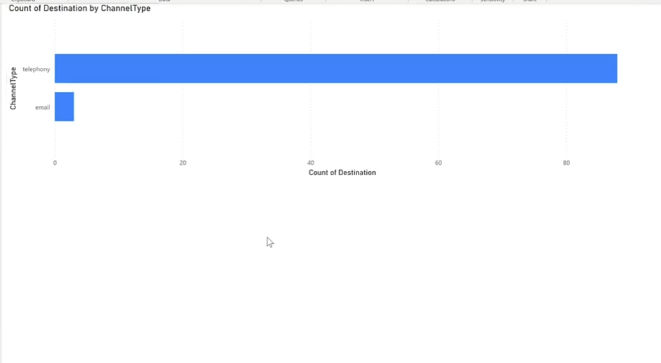 Count of Destination by ChannelType
ChannelType
telephony
email
0 20 40 60 80
Count of Destination